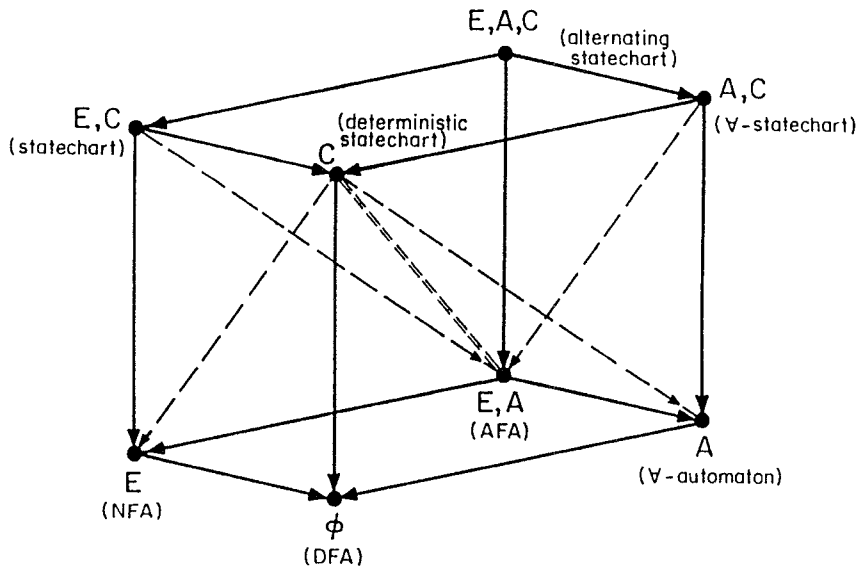 E,A,C
(alternating
statechart)
A,C
(∀-statechart)
E,C
(statechart)
(deterministic
statechart)
C
E,A
(AFA)
A
(∀-automaton)
E
(NFA)
ϕ
(DFA)